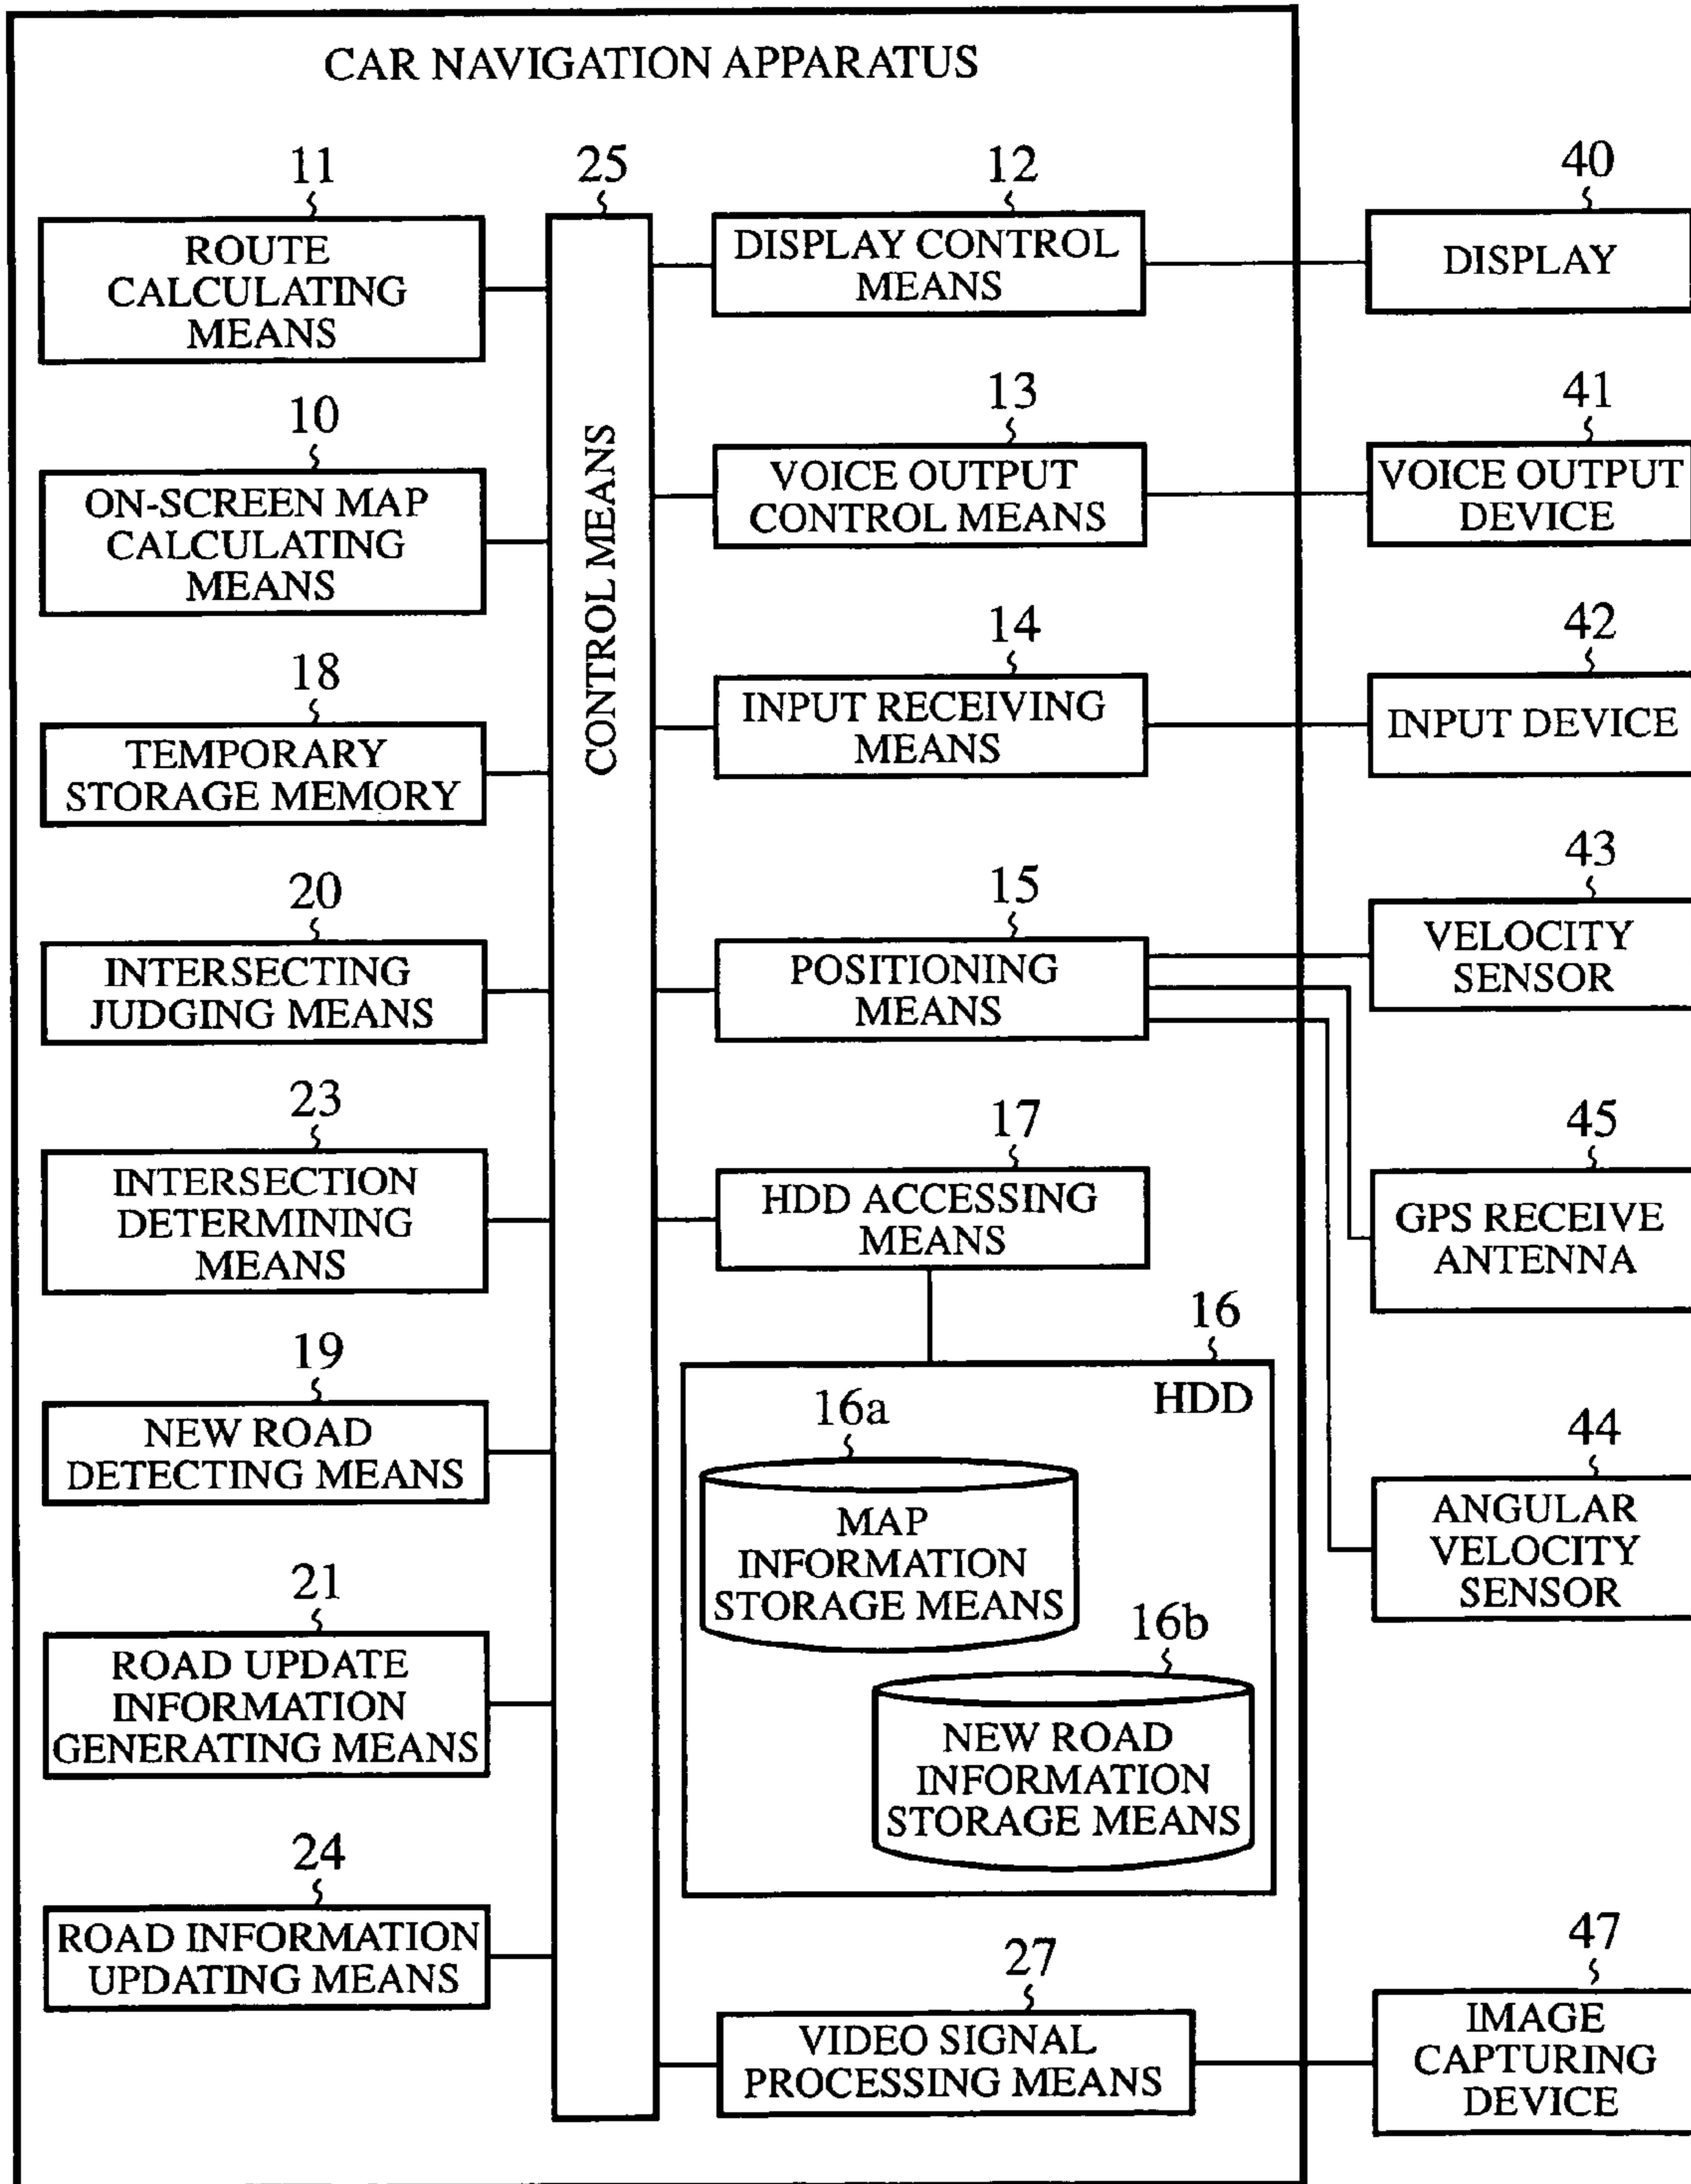 CAR NAVIGATION APPARATUS
11
ROUTE
CALCULATING
MEANS
10
ON-SCREEN MAP
CALCULATING
MEANS
18
TEMPORARY
STORAGE MEMORY
20
INTERSECTING
JUDGING MEANS
23
INTERSECTION
DETERMINING
MEANS
19
NEW ROAD
DETECTING MEANS
21
ROAD UPDATE
INFORMATION
GENERATING MEANS
24
ROAD INFORMATION
UPDATING MEANS
25
CONTROL MEANS
12
DISPLAY CONTROL
MEANS
13
VOICE OUTPUT
CONTROL MEANS
14
INPUT RECEIVING
MEANS
15
POSITIONING
MEANS
17
HDD ACCESSING
MEANS
16
HDD
16a
MAP
INFORMATION
STORAGE MEANS
16b
NEW ROAD
INFORMATION
STORAGE MEANS
27
VIDEO SIGNAL
PROCESSING MEANS
40
DISPLAY
41
VOICE OUTPUT
DEVICE
42
INPUT DEVICE
43
VELOCITY
SENSOR
45
GPS RECEIVE
ANTENNA
44
ANGULAR
VELOCITY
SENSOR
47
IMAGE
CAPTURING
DEVICE